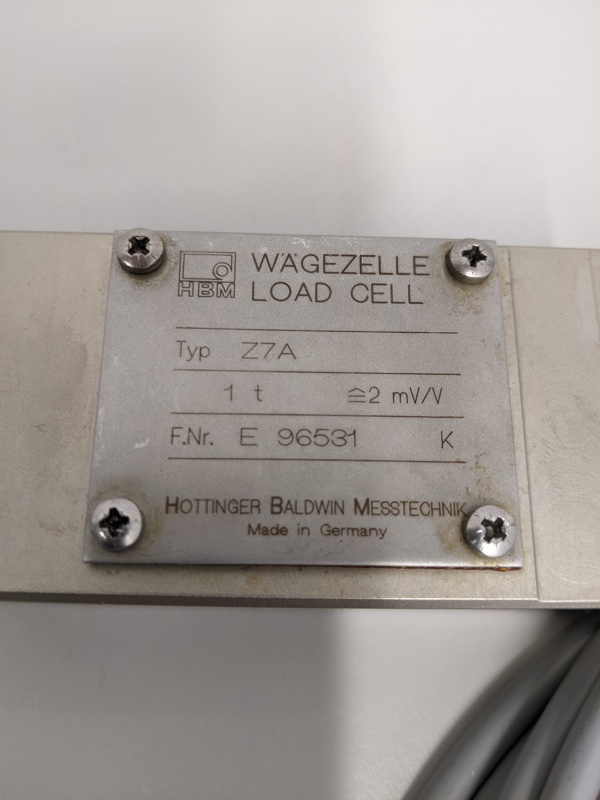 HBM
WÄGEZELLE
LOAD CELL
Typ Z7A
1 t ≙2 mV/V
F.Nr. E 96531 K
HOTTINGER BALDWIN MESSTECHNIK
Made in Germany